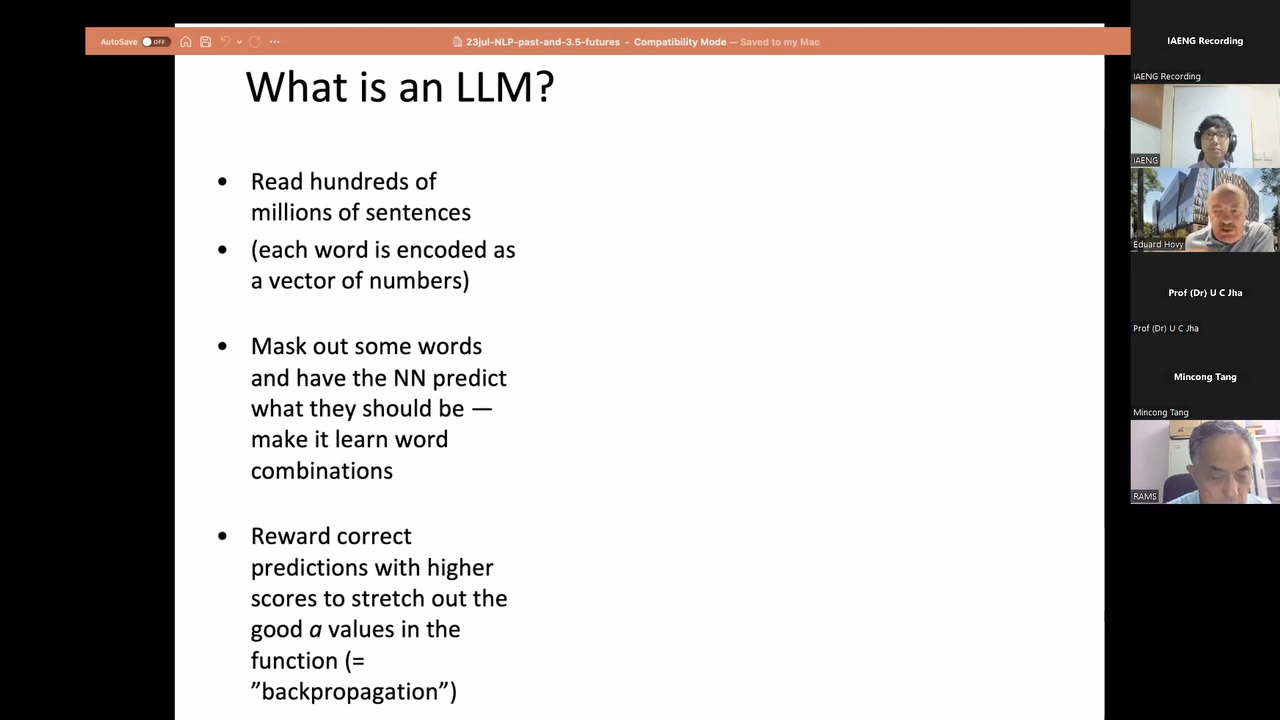 AutoSave OFF
23jul-NLP-past-and-3.5-futures - Compatibility Mode — Saved to my Mac
What is an LLM?
• Read hundreds of
millions of sentences
• (each word is encoded as
a vector of numbers)
• Mask out some words
and have the NN predict
what they should be —
make it learn word
combinations
• Reward correct
predictions with higher
scores to stretch out the
good a values in the
function (=
”backpropagation”)
IAENG Recording
IAENG Recording
IAENG
Eduard Hovy
Prof (Dr) U C Jha
Prof (Dr) U C Jha
Mincong Tang
Mincong Tang
RAMS